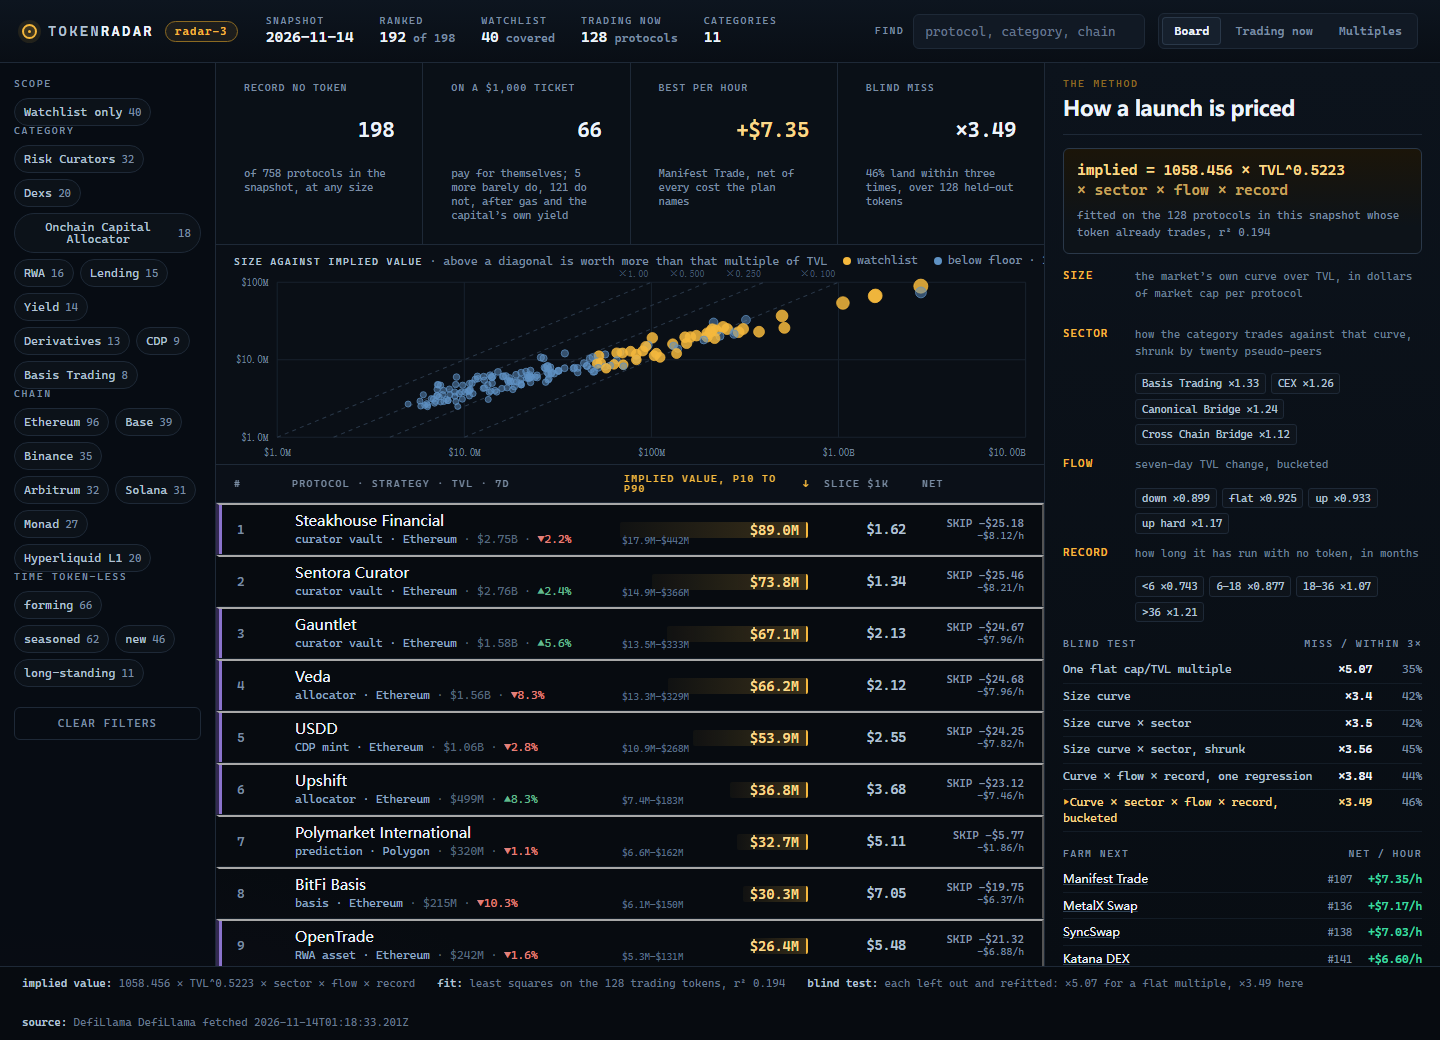 TOKENRADAR radar-3
SNAPSHOT
2026-11-14
RANKED
192 of 198
WATCHLIST
40 covered
TRADING NOW
128 protocols
CATEGORIES
11
FIND protocol, category, chain
Board Trading now Multiples
SCOPE
Watchlist only 40
CATEGORY
Risk Curators 32
Dexs 20
Onchain Capital
Allocator 18
RWA 16 Lending 15
Yield 14
Derivatives 13 CDP 9
Basis Trading 8
CHAIN
Ethereum 96 Base 39
Binance 35
Arbitrum 32 Solana 31
Monad 27
Hyperliquid L1 20
TIME TOKEN-LESS
forming 66
seasoned 62 new 46
long-standing 11
CLEAR FILTERS
RECORD NO TOKEN
198
of 758 protocols in the
snapshot, at any size
ON A $1,000 TICKET
66
pay for themselves; 5
more barely do, 121 do
not, after gas and the
capital's own yield
BEST PER HOUR
+$7.35
Manifest Trade, net of
every cost the plan
names
BLIND MISS
×3.49
46% land within three
times, over 128 held-out
tokens
SIZE AGAINST IMPLIED VALUE · above a diagonal is worth more than that multiple of TVL watchlist below floor ·
×1.00 ×0.500 ×0.250 ×0.100
$100M
$10.0M
$1.0M
$1.0M $10.0M $100M $1.00B $10.00B
# PROTOCOL · STRATEGY · TVL · 7D IMPLIED VALUE, P10 TO P90 ↓ SLICE $1K NET
1 Steakhouse Financial $89.0M $1.62 SKIP −$25.18
curator vault · Ethereum · $2.75B · ▼2.2% $17.9M–$442M −$8.12/h
2 Sentora Curator $73.8M $1.34 SKIP −$25.46
curator vault · Ethereum · $2.76B · ▲2.4% $14.9M–$366M −$8.21/h
3 Gauntlet $67.1M $2.13 SKIP −$24.67
curator vault · Ethereum · $1.58B · ▲5.6% $13.5M–$333M −$7.96/h
4 Veda $66.2M $2.12 SKIP −$24.68
allocator · Ethereum · $1.56B · ▼8.3% $13.3M–$329M −$7.96/h
5 USDD $53.9M $2.55 SKIP −$24.25
CDP mint · Ethereum · $1.06B · ▼2.8% $10.9M–$268M −$7.82/h
6 Upshift $36.8M $3.68 SKIP −$23.12
allocator · Ethereum · $499M · ▲8.3% $7.4M–$183M −$7.46/h
7 Polymarket International $32.7M $5.11 SKIP −$5.77
prediction · Polygon · $320M · ▼1.1% $6.6M–$162M −$1.86/h
8 BitFi Basis $30.3M $7.05 SKIP −$19.75
basis · Ethereum · $215M · ▼10.3% $6.1M–$150M −$6.37/h
9 OpenTrade $26.4M $5.48 SKIP −$21.32
RWA asset · Ethereum · $242M · ▼1.6% $5.3M–$131M −$6.88/h
THE METHOD
How a launch is priced
implied = 1058.456 × TVL^0.5223
× sector × flow × record
fitted on the 128 protocols in this snapshot whose
token already trades, r² 0.194
SIZE the market's own curve over TVL, in dollars
of market cap per protocol
SECTOR how the category trades against that curve,
shrunk by twenty pseudo-peers
Basis Trading ×1.33 CEX ×1.26
Canonical Bridge ×1.24
Cross Chain Bridge ×1.12
FLOW seven-day TVL change, bucketed
down ×0.899 flat ×0.925 up ×0.933
up hard ×1.17
RECORD how long it has run with no token, in months
<6 ×0.743 6–18 ×0.877 18–36 ×1.07
>36 ×1.21
BLIND TEST MISS / WITHIN 3×
One flat cap/TVL multiple ×5.07 35%
Size curve ×3.4 42%
Size curve × sector ×3.5 42%
Size curve × sector, shrunk ×3.56 45%
Curve × flow × record, one regression ×3.84 44%
▸Curve × sector × flow × record, ×3.49 46%
bucketed
FARM NEXT NET / HOUR
Manifest Trade #107 +$7.35/h
MetalX Swap #136 +$7.17/h
SyncSwap #138 +$7.03/h
Katana DEX #141 +$6.60/h
implied value: 1058.456 × TVL^0.5223 × sector × flow × record fit: least squares on the 128 trading tokens, r² 0.194 blind test: each left out and refitted: ×5.07 for a flat multiple, ×3.49 here
source: DefiLlama DefiLlama fetched 2026-11-14T01:18:33.201Z